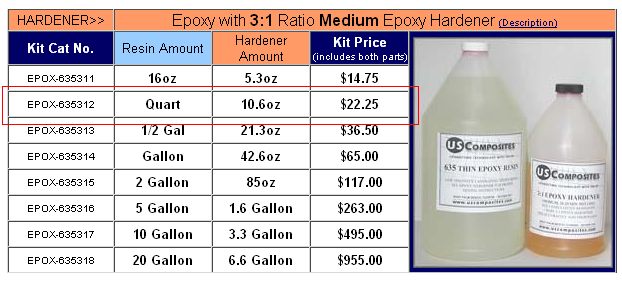 HARDENER>> Epoxy with 3:1 Ratio Medium Epoxy Hardener (Description)
Kit Cat No. Resin Amount Hardener Amount Kit Price (includes both parts)
EPOX-635311 16oz 5.3oz $14.75
EPOX-635312 Quart 10.6oz $22.25
EPOX-635313 1/2 Gal 21.3oz $36.50
EPOX-635314 Gallon 42.6oz $65.00
EPOX-635315 2 Gallon 85oz $117.00
EPOX-635316 5 Gallon 1.6 Gallon $263.00
EPOX-635317 10 Gallon 3.3 Gallon $495.00
EPOX-635318 20 Gallon 6.6 Gallon $955.00
US COMPOSITES
635 THIN EPOXY RESIN
www.uscomposites.com
US COMPOSITES
3:1 EPOXY HARDENER
www.uscomposites.com